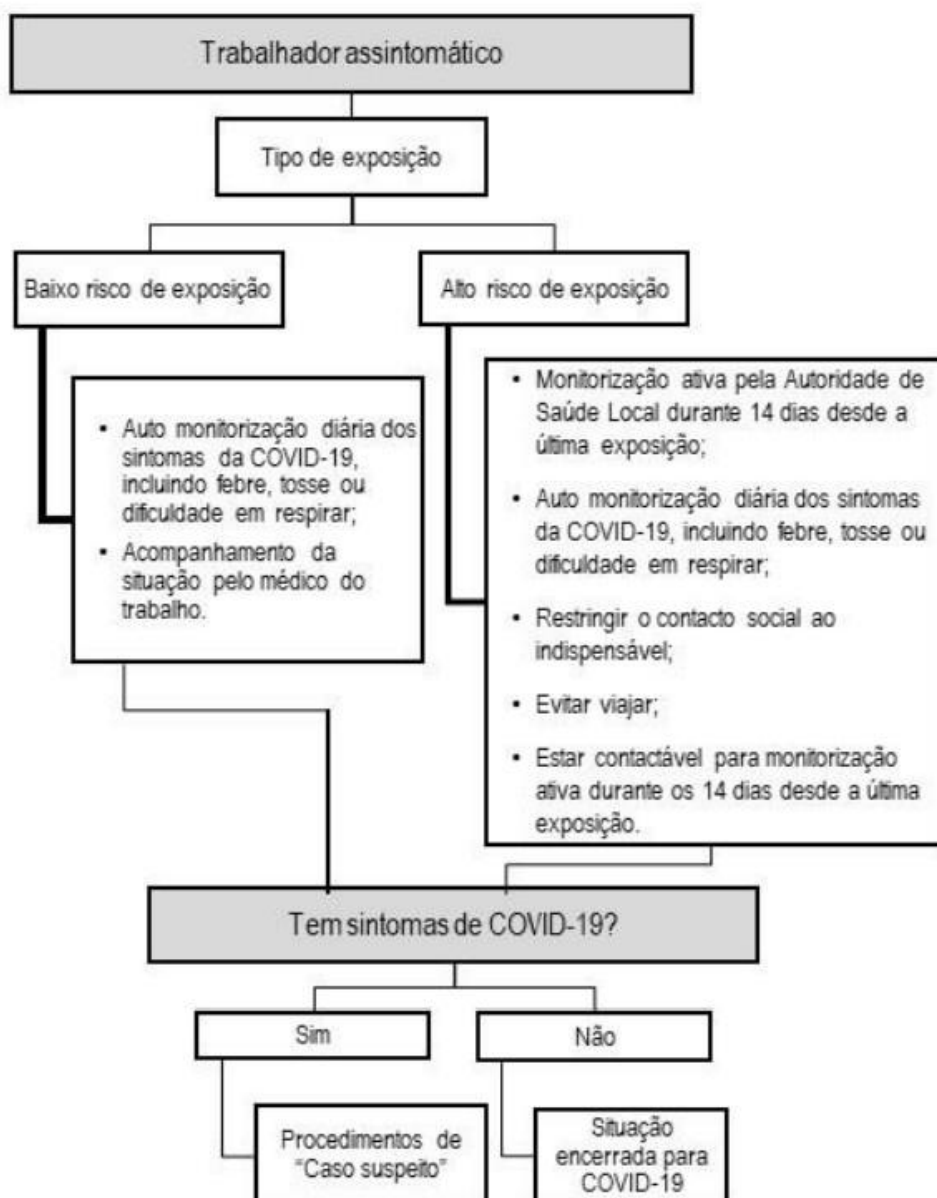 Trabalhador assintomático
Tipo de exposição
Baixo risco de exposição
Alto risco de exposição
• Auto monitorização diária dos
sintomas da COVID-19,
incluindo febre, tosse ou
dificuldade em respirar;
• Acompanhamento da
situação pelo médico do
trabalho.
• Monitorização ativa pela Autoridade de
Saúde Local durante 14 dias desde a
última exposição;
• Auto monitorização diária dos sintomas
da COVID-19, incluindo febre, tosse ou
dificuldade em respirar;
• Restringir o contacto social ao
indispensável;
• Evitar viajar;
• Estar contactável para monitorização
ativa durante os 14 dias desde a última
exposição.
Tem sintomas de COVID-19?
Sim
Não
Procedimentos de
“Caso suspeito”
Situação
encerrada para
COVID-19